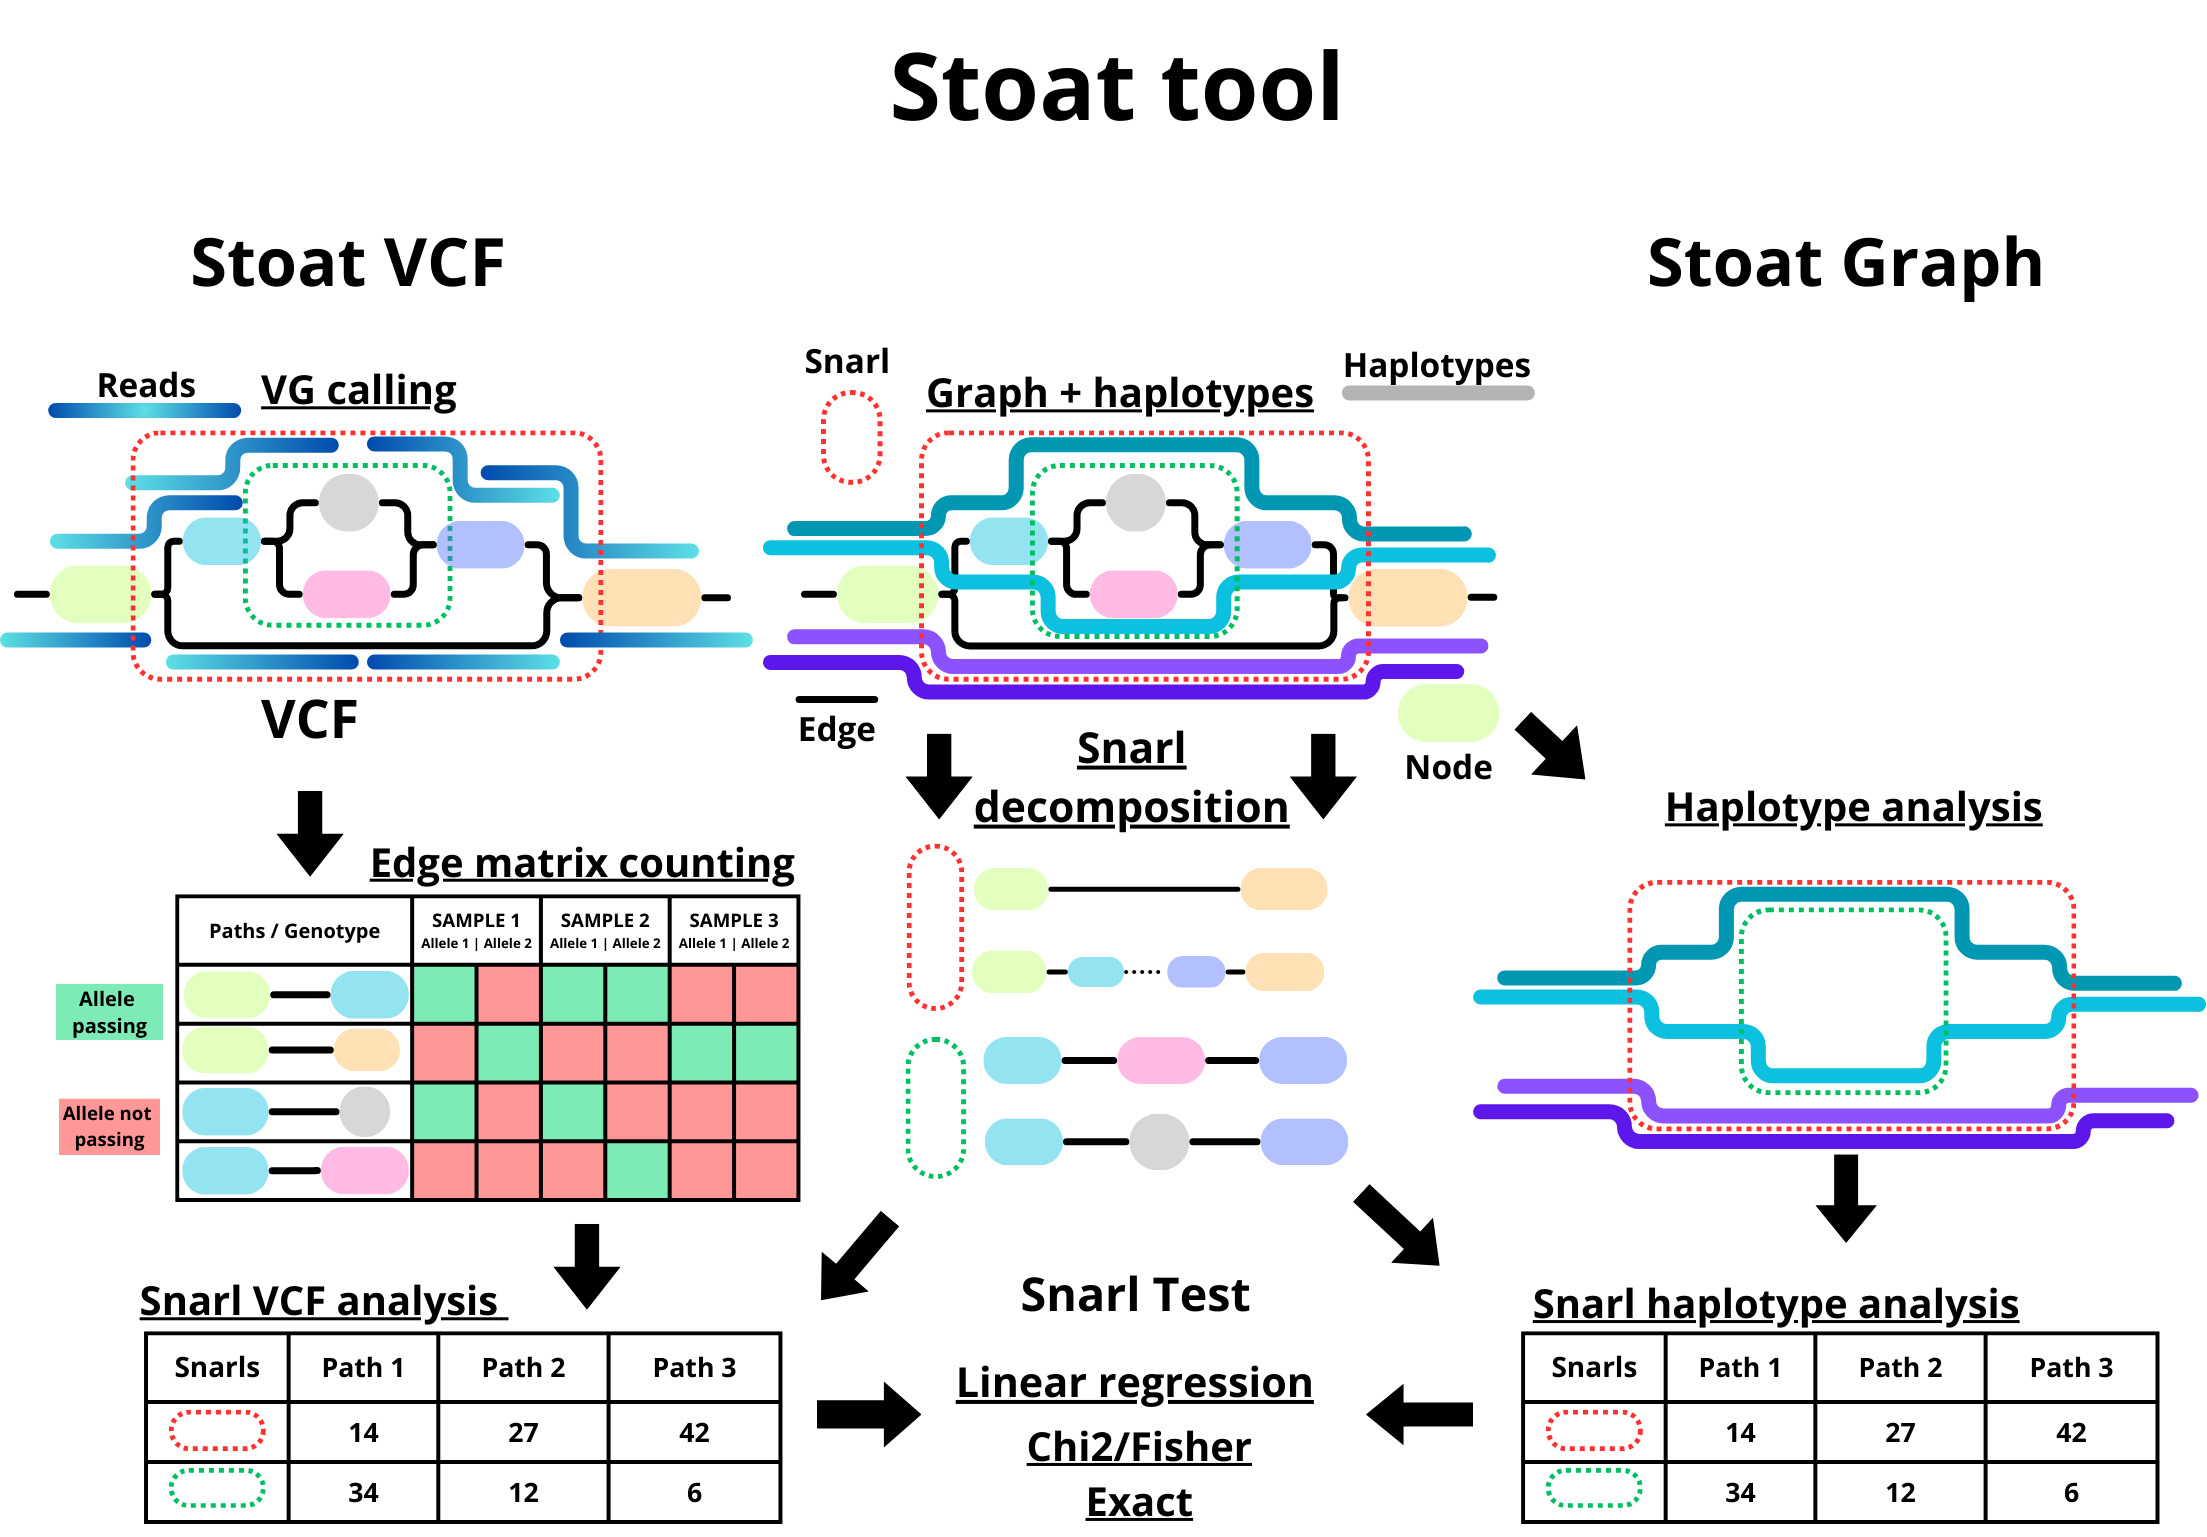 Stoat tool
Stoat VCF
Stoat Graph
Reads
VG calling
Snarl
Graph + haplotypes
Haplotypes
VCF
Edge
Node
Snarl
decomposition
Haplotype analysis
Edge matrix counting
Paths / Genotype
SAMPLE 1
Allele 1 | Allele 2
SAMPLE 2
Allele 1 | Allele 2
SAMPLE 3
Allele 1 | Allele 2
Allele
passing
Allele not
passing
Snarl VCF analysis
Snarls Path 1 Path 2 Path 3
14 27 42
34 12 6
Snarl Test
Linear regression
Chi2/Fisher
Exact
Snarl haplotype analysis
Snarls Path 1 Path 2 Path 3
14 27 42
34 12 6